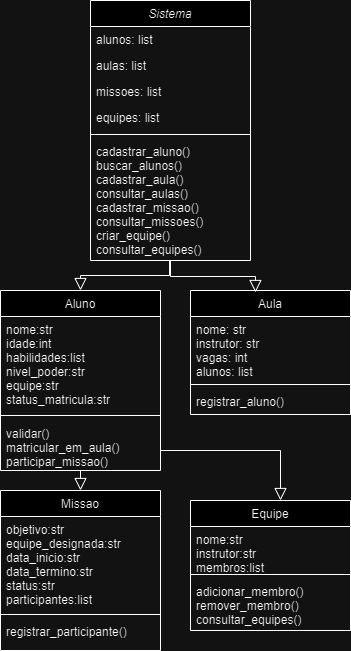 Sistema
alunos: list
aulas: list
missoes: list
equipes: list
cadastrar_aluno()
buscar_alunos()
cadastrar_aula()
consultar_aulas()
cadastrar_missao()
consultar_missoes()
criar_equipe()
consultar_equipes()
Aluno
nome:str
idade:int
habilidades:list
nivel_poder:str
equipe:str
status_matricula:str
validar()
matricular_em_aula()
participar_missao()
Aula
nome: str
instrutor: str
vagas: int
alunos: list
registrar_aluno()
Missao
objetivo:str
equipe_designada:str
data_inicio:str
data_termino:str
status:str
participantes:list
registrar_participante()
Equipe
nome:str
instrutor:str
membros:list
adicionar_membro()
remover_membro()
consultar_equipes()